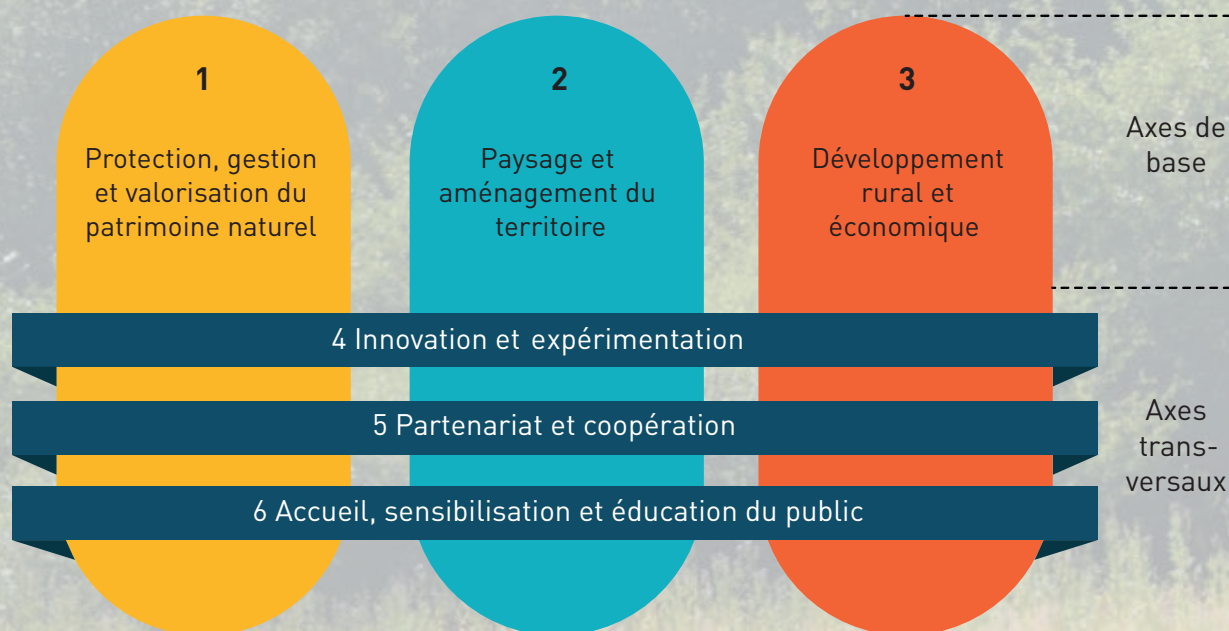 1
Protection, gestion
et valorisation du
patrimoine naturel
2
Paysage et
aménagement du
territoire
3
Développement
rural et
économique
Axes de
base
4 Innovation et expérimentation
5 Partenariat et coopération
6 Accueil, sensibilisation et éducation du public
Axes
trans-
versaux